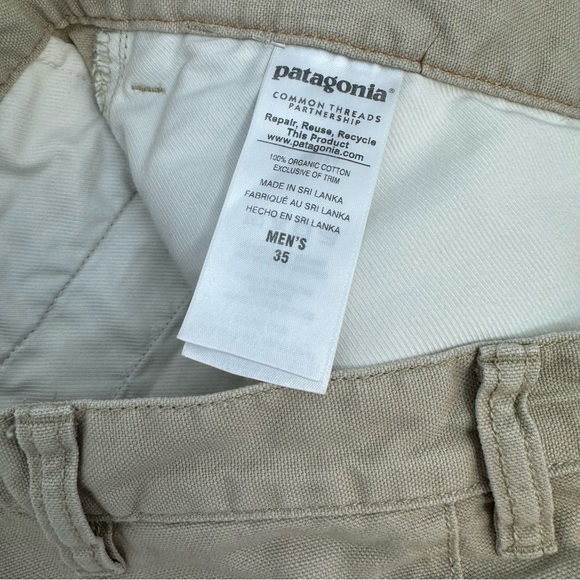 patagonia®
COMMON THREADS
PARTNERSHIP
Repair, Reuse, Recycle
This Product
www.patagonia.com
100% ORGANIC COTTON
EXCLUSIVE OF TRIM
MADE IN SRI LANKA
FABRIQUÉ AU SRI LANKA
HECHO EN SRI LANKA
MEN'S
35